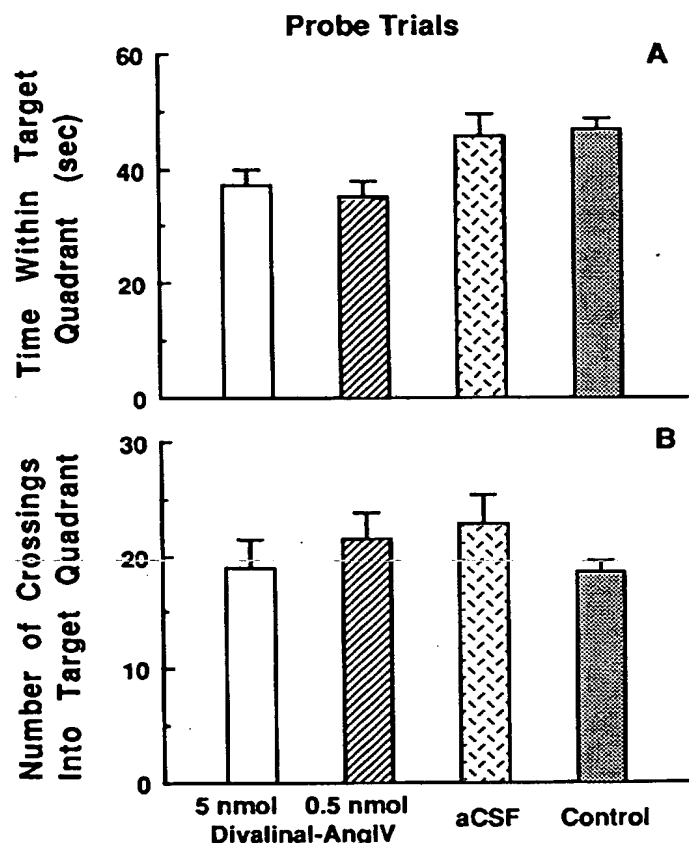 Probe Trials
A
Time Within Target
Quadrant (sec)
60
40
20
0
B
Number of Crossings
Into Target Quadrant
30
20
10
0
5 nmol 0.5 nmol aCSF Control
Divalinal-AngIV